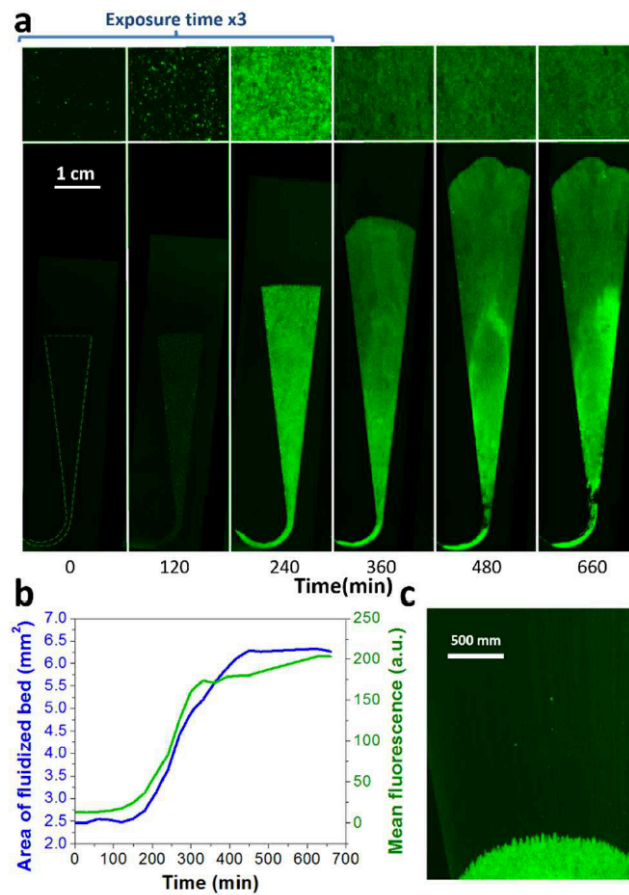 a
Exposure time x3
1 cm
0 120 240 360 480 660
Time(min)
b
7.0
6.5
6.0
5.5
5.0
4.5
4.0
3.5
3.0
2.5
2.0
Area of fluidized bed (mm²)
250
200
150
100
50
0
Mean fluorescence (a.u.)
0 100 200 300 400 500 600 700
Time (min)
c
500 mm